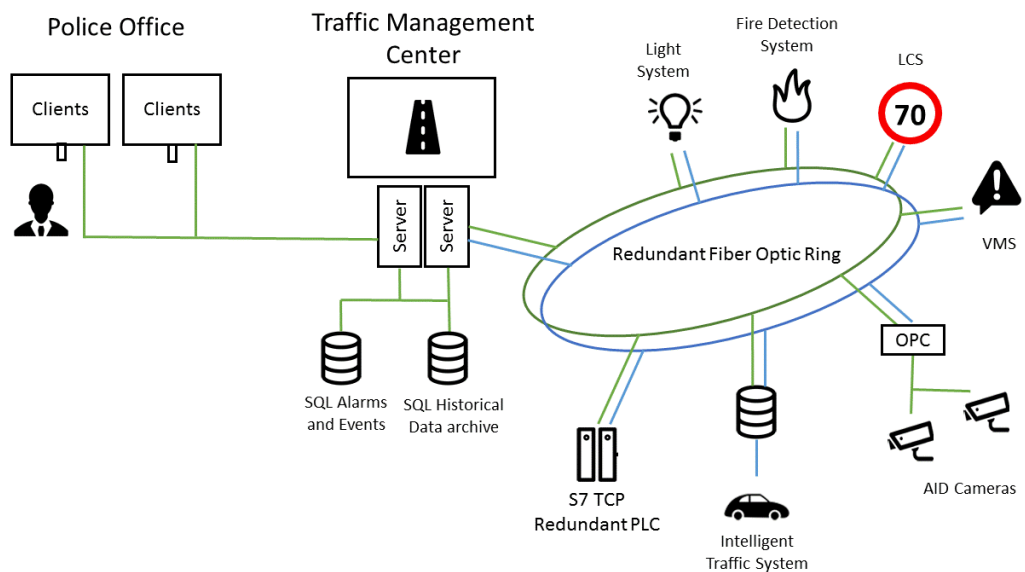 Police Office
Clients
Clients
Traffic Management
Center
Server
Server
SQL Alarms
and Events
SQL Historical
Data archive
Light
System
Fire Detection
System
LCS
70
VMS
Redundant Fiber Optic Ring
OPC
AID Cameras
S7 TCP
Redundant PLC
Intelligent
Traffic System